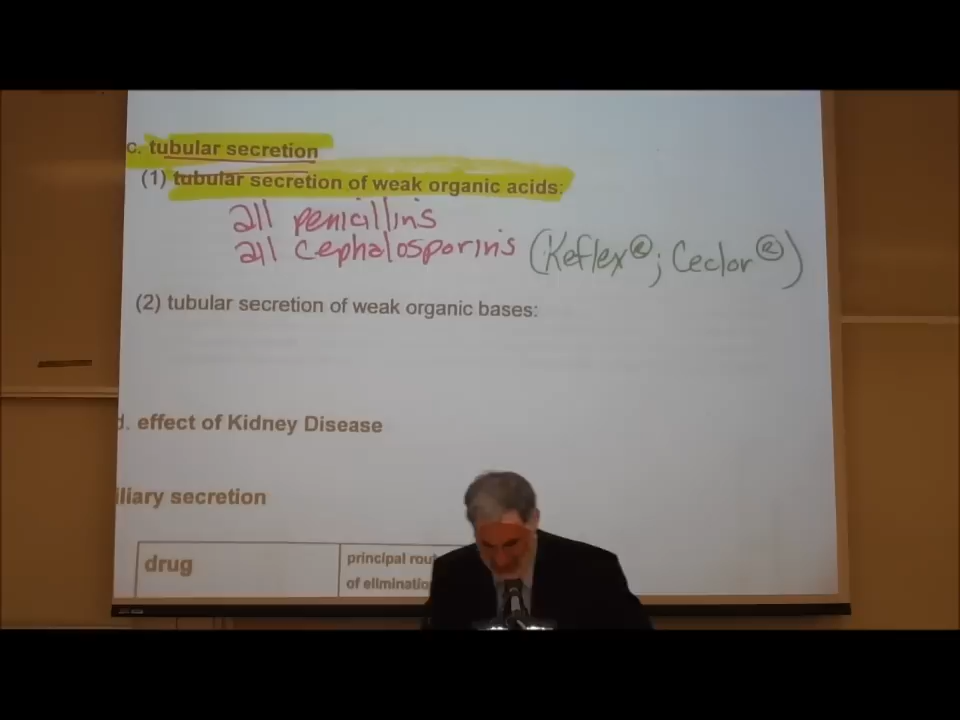 c. tubular secretion
(1) tubular secretion of weak organic acids:
all penicillins
all cephalosporins (Keflex®; Ceclor®)
(2) tubular secretion of weak organic bases:
d. effect of Kidney Disease
iliary secretion
drug
principal rout
of eliminatio